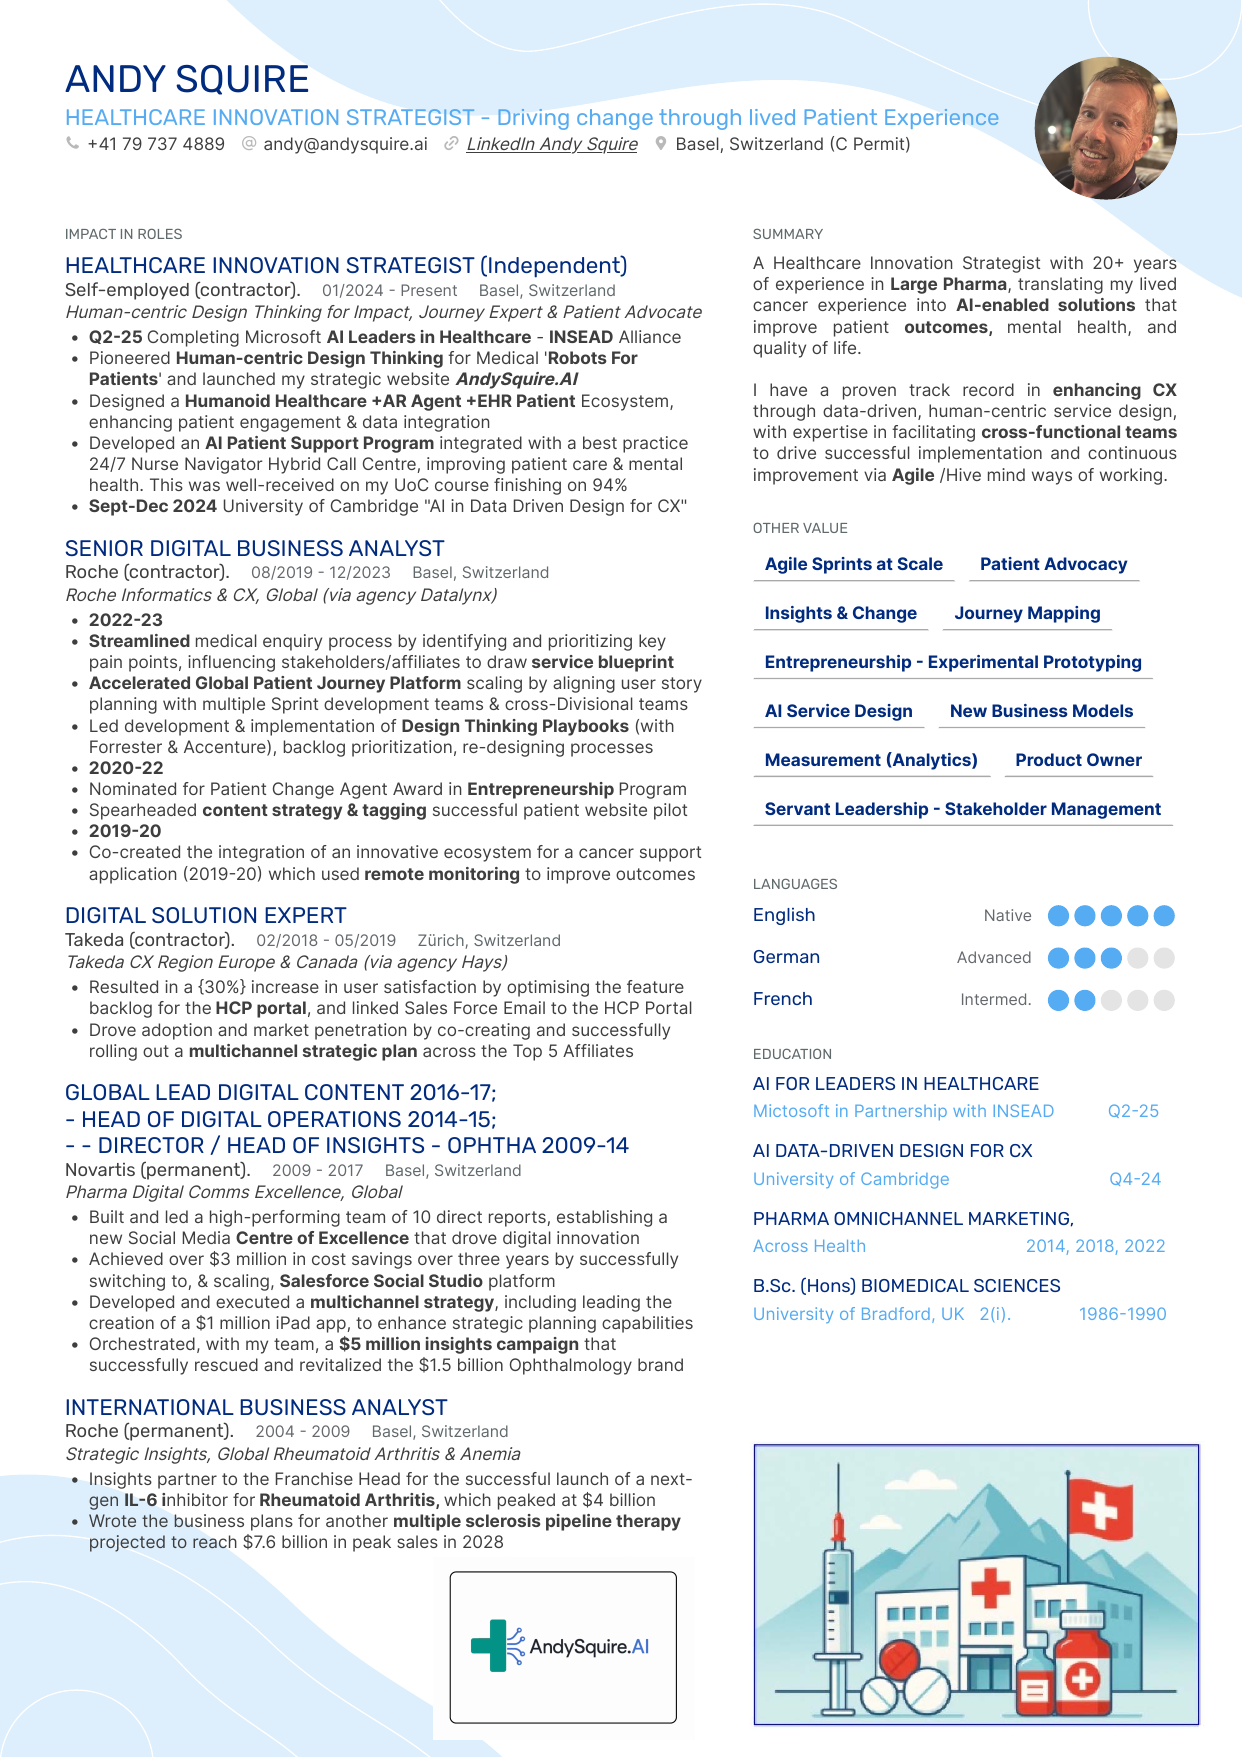 ANDY SQUIRE
HEALTHCARE INNOVATION STRATEGIST - Driving change through lived Patient Experience
+41 79 737 4889 andy@andysquire.ai LinkedIn Andy Squire Basel, Switzerland (C Permit)
IMPACT IN ROLES
HEALTHCARE INNOVATION STRATEGIST (Independent)
Self-employed (contractor). 01/2024 - Present Basel, Switzerland
Human-centric Design Thinking for Impact, Journey Expert & Patient Advocate
• Q2-25 Completing Microsoft AI Leaders in Healthcare - INSEAD Alliance
• Pioneered Human-centric Design Thinking for Medical 'Robots For
Patients' and launched my strategic website AndySquire.AI
• Designed a Humanoid Healthcare +AR Agent +EHR Patient Ecosystem,
enhancing patient engagement & data integration
• Developed an AI Patient Support Program integrated with a best practice
24/7 Nurse Navigator Hybrid Call Centre, improving patient care & mental
health. This was well-received on my UoC course finishing on 94%
• Sept-Dec 2024 University of Cambridge "AI in Data Driven Design for CX"
SENIOR DIGITAL BUSINESS ANALYST
Roche (contractor). 08/2019 - 12/2023 Basel, Switzerland
Roche Informatics & CX, Global (via agency Datalynx)
• 2022-23
• Streamlined medical enquiry process by identifying and prioritizing key
pain points, influencing stakeholders/affiliates to draw service blueprint
• Accelerated Global Patient Journey Platform scaling by aligning user story
planning with multiple Sprint development teams & cross-Divisional teams
• Led development & implementation of Design Thinking Playbooks (with
Forrester & Accenture), backlog prioritization, re-designing processes
• 2020-22
• Nominated for Patient Change Agent Award in Entrepreneurship Program
• Spearheaded content strategy & tagging successful patient website pilot
• 2019-20
• Co-created the integration of an innovative ecosystem for a cancer support
application (2019-20) which used remote monitoring to improve outcomes
DIGITAL SOLUTION EXPERT
Takeda (contractor). 02/2018 - 05/2019 Zürich, Switzerland
Takeda CX Region Europe & Canada (via agency Hays)
• Resulted in a {30%} increase in user satisfaction by optimising the feature
backlog for the HCP portal, and linked Sales Force Email to the HCP Portal
• Drove adoption and market penetration by co-creating and successfully
rolling out a multichannel strategic plan across the Top 5 Affiliates
GLOBAL LEAD DIGITAL CONTENT 2016-17;
- HEAD OF DIGITAL OPERATIONS 2014-15;
- - DIRECTOR / HEAD OF INSIGHTS - OPHTHA 2009-14
Novartis (permanent). 2009 - 2017 Basel, Switzerland
Pharma Digital Comms Excellence, Global
• Built and led a high-performing team of 10 direct reports, establishing a
new Social Media Centre of Excellence that drove digital innovation
• Achieved over $3 million in cost savings over three years by successfully
switching to, & scaling, Salesforce Social Studio platform
• Developed and executed a multichannel strategy, including leading the
creation of a $1 million iPad app, to enhance strategic planning capabilities
• Orchestrated, with my team, a $5 million insights campaign that
successfully rescued and revitalized the $1.5 billion Ophthalmology brand
INTERNATIONAL BUSINESS ANALYST
Roche (permanent). 2004 - 2009 Basel, Switzerland
Strategic Insights, Global Rheumatoid Arthritis & Anemia
• Insights partner to the Franchise Head for the successful launch of a next-
gen IL-6 inhibitor for Rheumatoid Arthritis, which peaked at $4 billion
• Wrote the business plans for another multiple sclerosis pipeline therapy
projected to reach $7.6 billion in peak sales in 2028
AndySquire.AI
SUMMARY
A Healthcare Innovation Strategist with 20+ years
of experience in Large Pharma, translating my lived
cancer experience into AI-enabled solutions that
improve patient outcomes, mental health, and
quality of life.
I have a proven track record in enhancing CX
through data-driven, human-centric service design,
with expertise in facilitating cross-functional teams
to drive successful implementation and continuous
improvement via Agile /Hive mind ways of working.
OTHER VALUE
Agile Sprints at Scale Patient Advocacy
Insights & Change Journey Mapping
Entrepreneurship - Experimental Prototyping
AI Service Design New Business Models
Measurement (Analytics) Product Owner
Servant Leadership - Stakeholder Management
LANGUAGES
English Native
German Advanced
French Intermed.
EDUCATION
AI FOR LEADERS IN HEALTHCARE
Mictosoft in Partnership with INSEAD Q2-25
AI DATA-DRIVEN DESIGN FOR CX
University of Cambridge Q4-24
PHARMA OMNICHANNEL MARKETING,
Across Health 2014, 2018, 2022
B.Sc. (Hons) BIOMEDICAL SCIENCES
University of Bradford, UK 2(i). 1986-1990